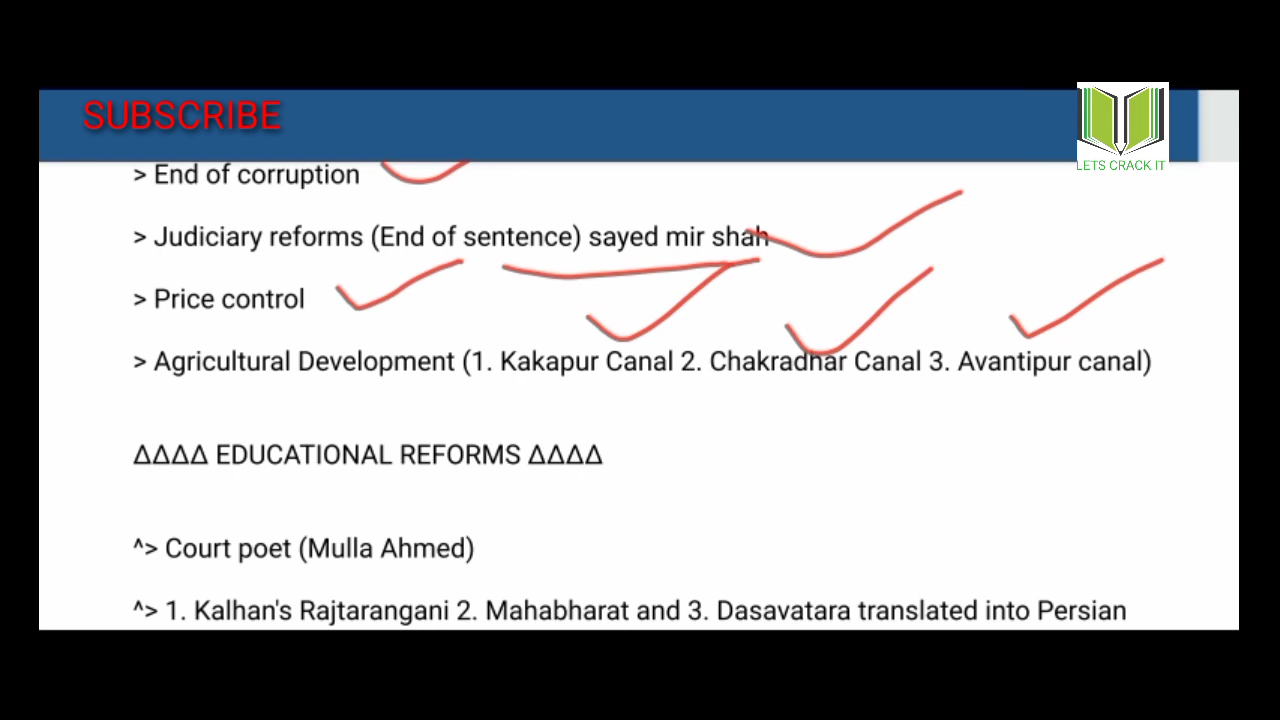 SUBSCRIBE
LETS CRACK IT
> End of corruption
> Judiciary reforms (End of sentence) sayed mir shah
> Price control
> Agricultural Development (1. Kakapur Canal 2. Chakradhar Canal 3. Avantipur canal)
ΔΔΔΔ EDUCATIONAL REFORMS ΔΔΔΔ
^> Court poet (Mulla Ahmed)
^> 1. Kalhan's Rajtarangani 2. Mahabharat and 3. Dasavatara translated into Persian